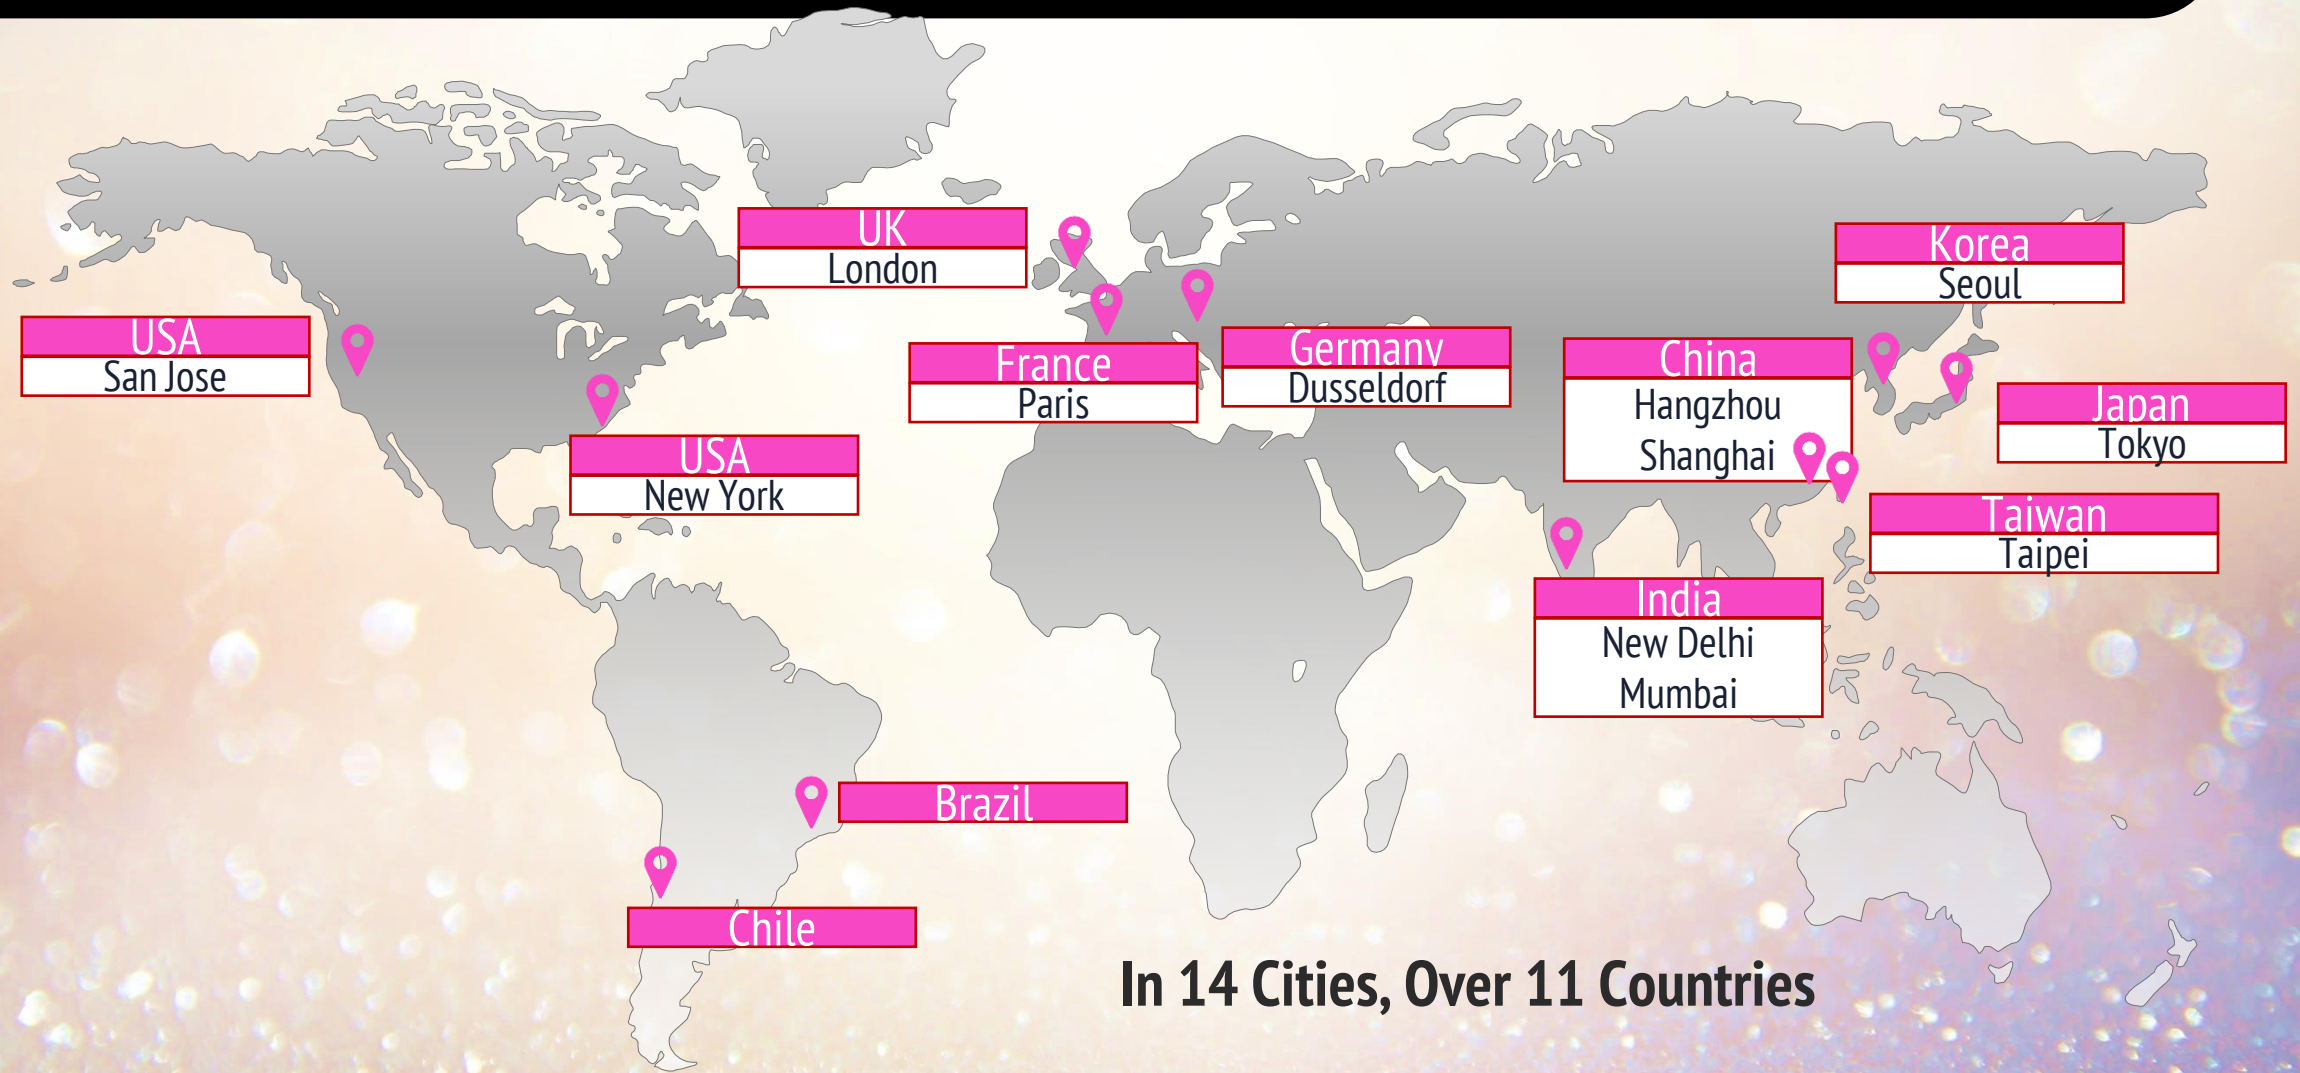 UK
London
Korea
Seoul
USA
San Jose
France
Paris
Germany
Dusseldorf
China
Hangzhou
Shanghai
Japan
Tokyo
USA
New York
Taiwan
Taipei
India
New Delhi
Mumbai
Brazil
Chile
In 14 Cities, Over 11 Countries